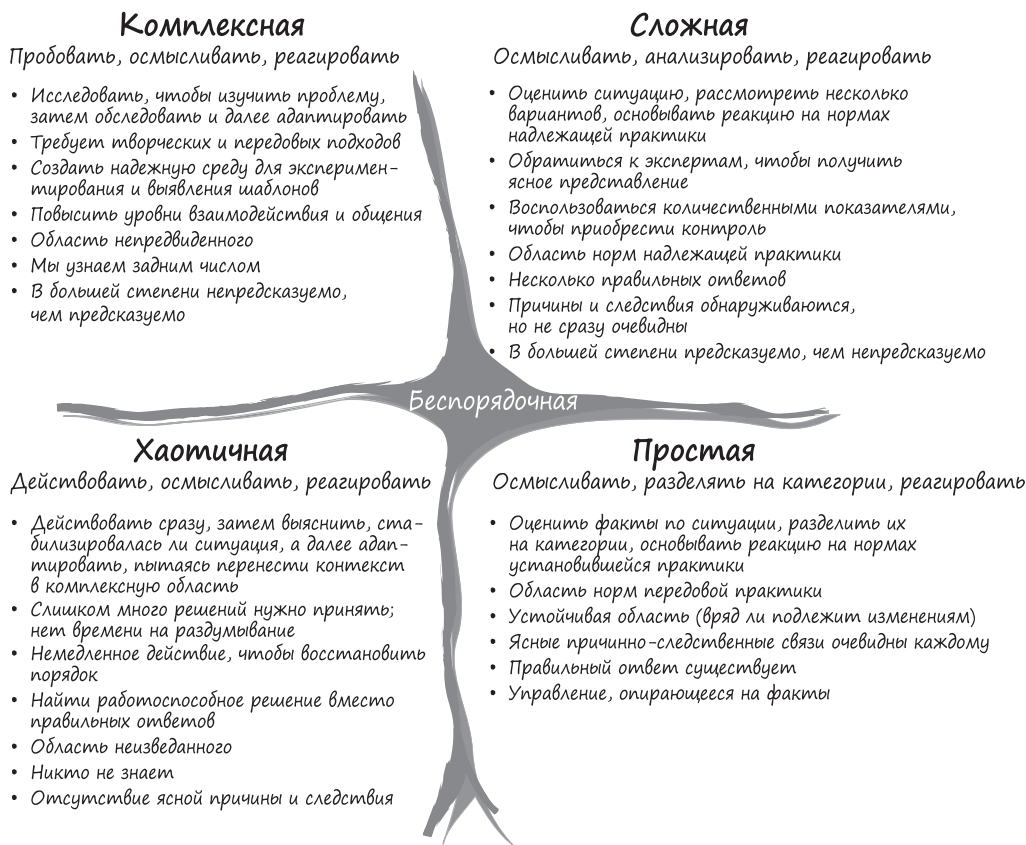 Комплексная
Пробовать, осмысливать, реагировать
• Исследовать, чтобы изучить проблему,
затем обследовать и далее адаптировать
• Требует творческих и передовых подходов
• Создать надежную среду для эксперимен-
тирования и выявления шаблонов
• Повысить уровни взаимодействия и общения
• Область непредвиденного
• Мы узнаем задним числом
• В большей степени непредсказуемо,
чем предсказуемо
Сложная
Осмысливать, анализировать, реагировать
• Оценить ситуацию, рассмотреть несколько
вариантов, основывать реакцию на нормах
надлежащей практики
• Обратиться к экспертам, чтобы получить
ясное представление
• Воспользоваться количественными показателями,
чтобы приобрести контроль
• Область норм надлежащей практики
• Несколько правильных ответов
• Причины и следствия обнаруживаются,
но не сразу очевидны
• В большей степени предсказуемо, чем непредсказуемо
Беспорядочная
Хаотичная
Действовать, осмысливать, реагировать
• Действовать сразу, затем выяснить, ста-
билизировалась ли ситуация, а далее адап-
тировать, пытаясь перенести контекст
в комплексную область
• Слишком много решений нужно принять;
нет времени на раздумывание
• Немедленное действие, чтобы восстановить
порядок
• Найти работоспособное решение вместо
правильных ответов
• Область неизведанного
• Никто не знает
• Отсутствие ясной причины и следствия
Простая
Осмысливать, разделять на категории, реагировать
• Оценить факты по ситуации, разделить их
на категории, основывать реакцию на нормах
установившейся практики
• Область норм передовой практики
• Устойчивая область (вряд ли подлежит изменениям)
• Ясные причинно-следственные связи очевидны каждому
• Правильный ответ существует
• Управление, опирающееся на факты